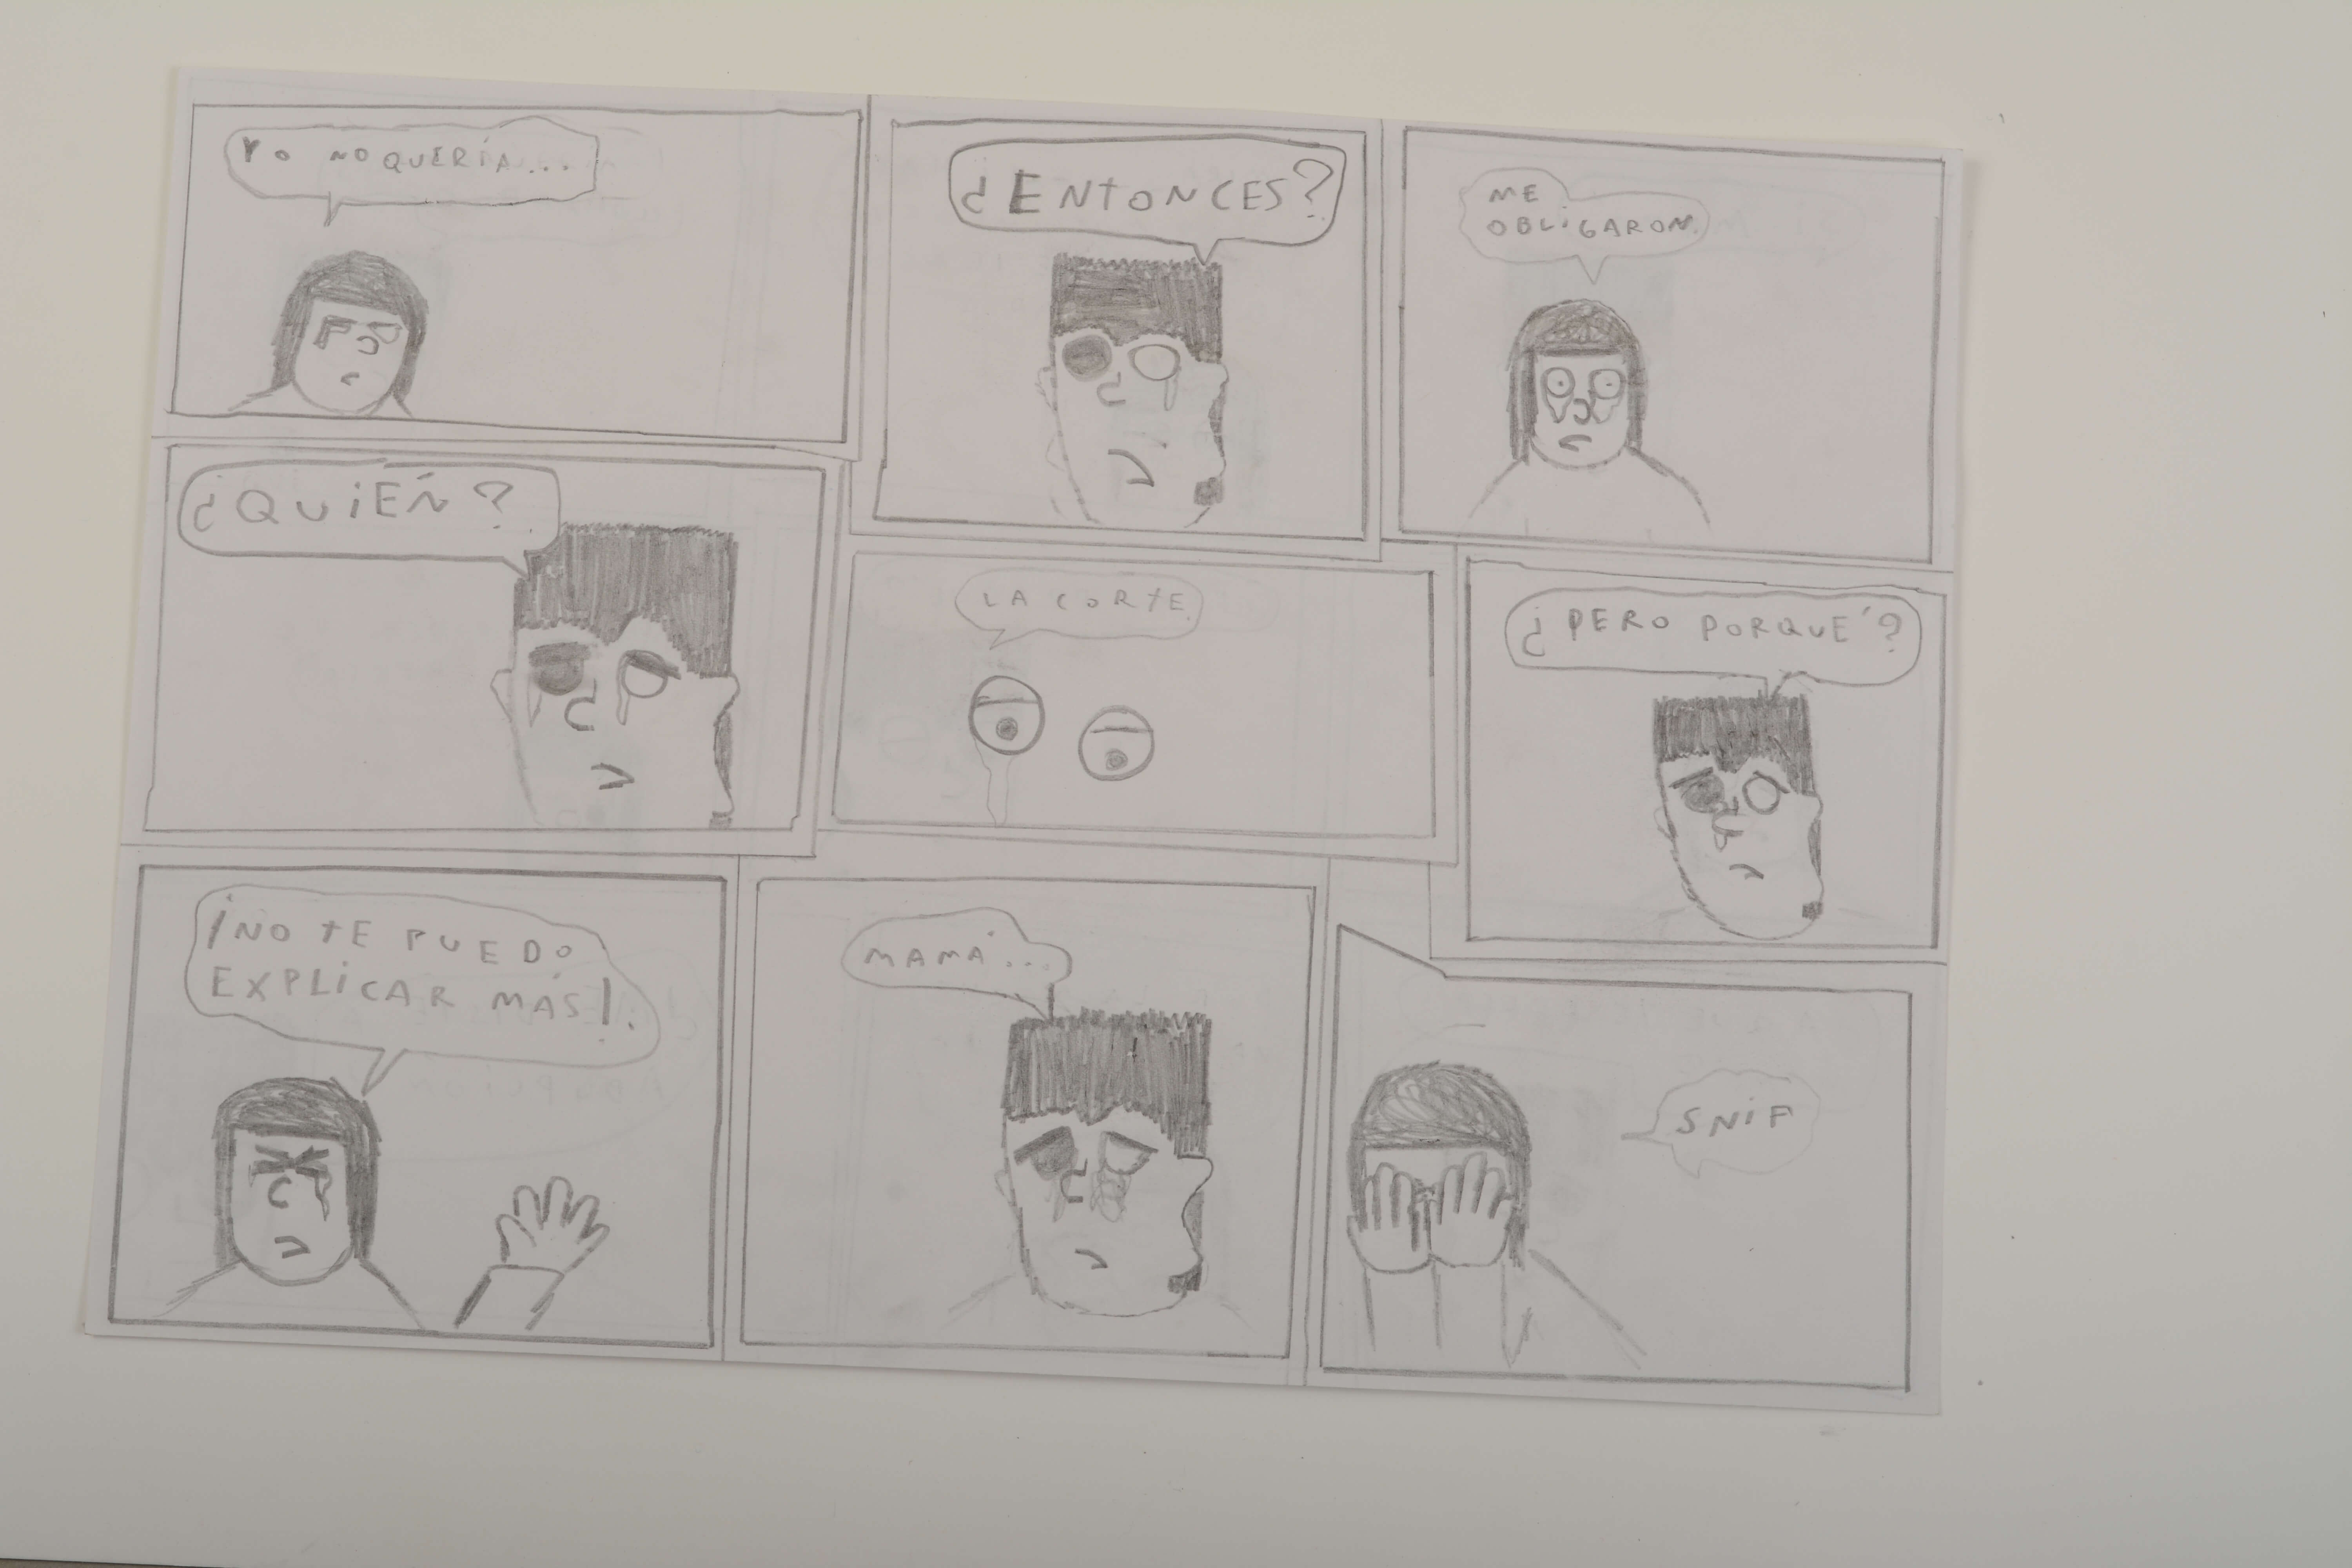 YO NO QUERÍA...
¿ENTONCES?
ME
OBLIGARON.
¿QUIÉN?
LA CORTE.
¿PERO PORQUÉ?
¡NO TE PUEDO
EXPLICAR MÁS!.
MAMÁ...
SNIF